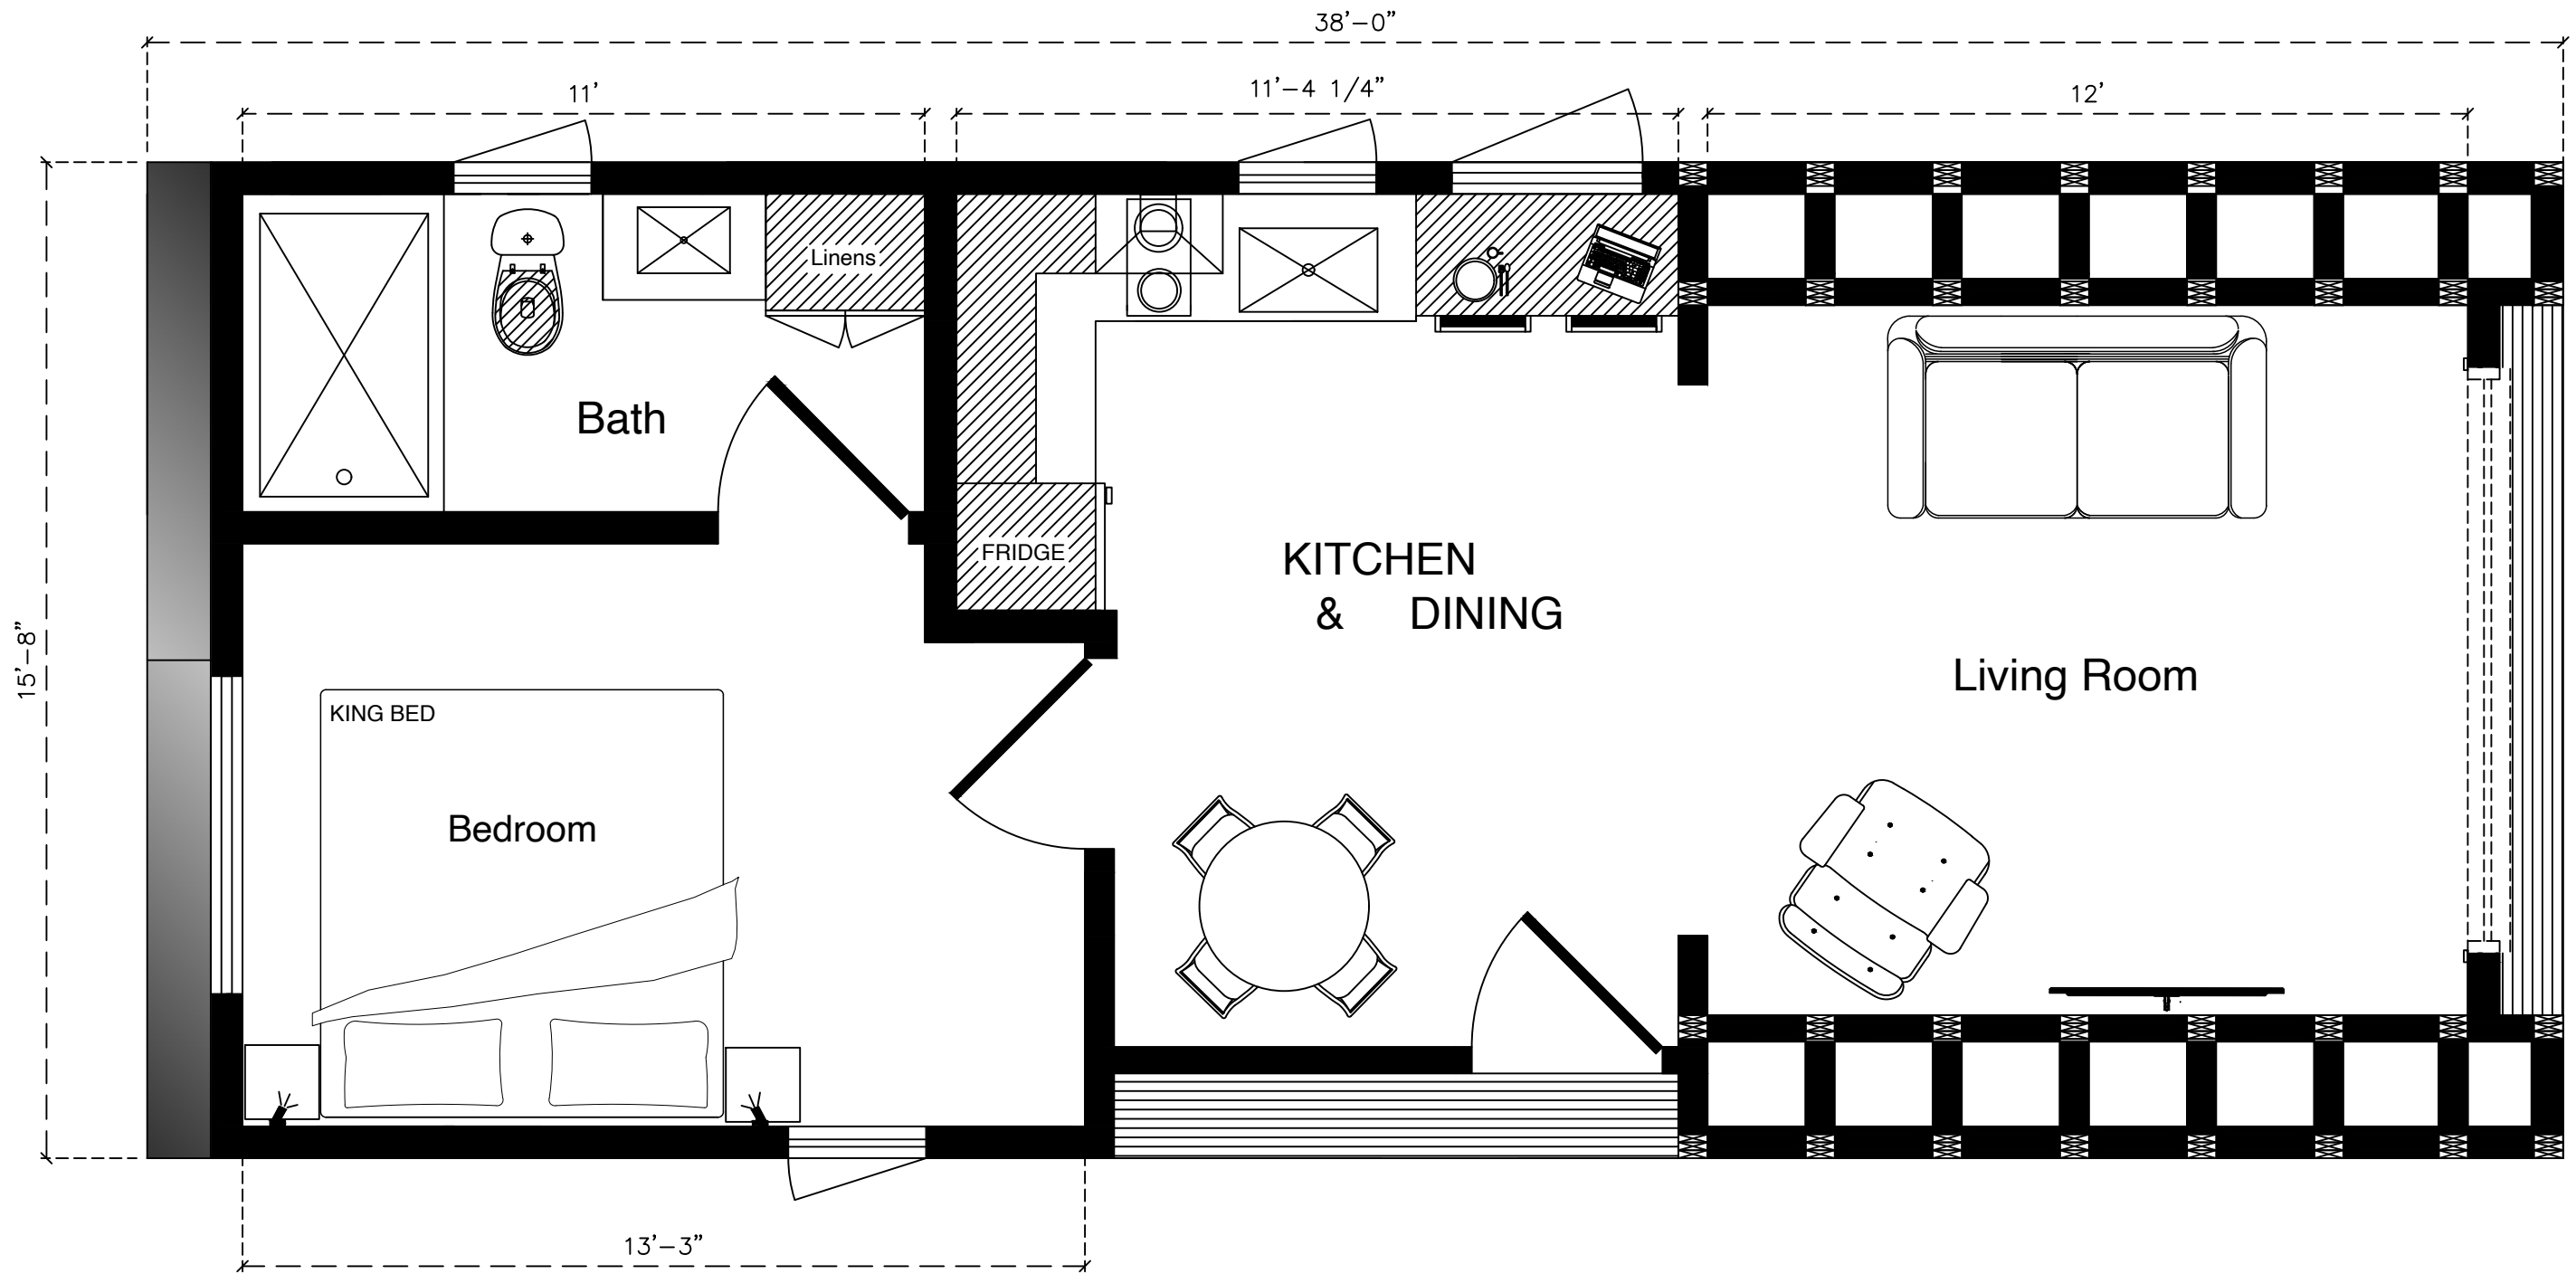 38’–0”
11’
11’–4 1/4”
12’
Linens
Bath
FRIDGE
KITCHEN
& DINING
15’–8”
Living Room
KING BED
Bedroom
13’–3”